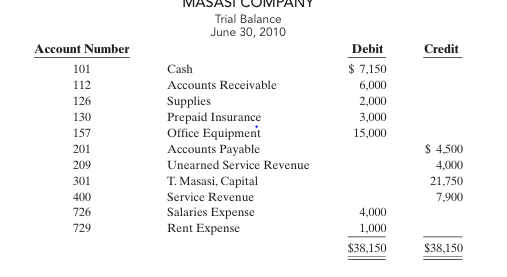 MASASI COMPANY
Trial Balance
June 30, 2010
Account Number Debit Credit
101 Cash $ 7,150
112 Accounts Receivable 6,000
126 Supplies 2,000
130 Prepaid Insurance 3,000
157 Office Equipment 15,000
201 Accounts Payable $ 4,500
209 Unearned Service Revenue 4,000
301 T. Masasi, Capital 21,750
400 Service Revenue 7,900
726 Salaries Expense 4,000
729 Rent Expense 1,000
$38,150 $38,150